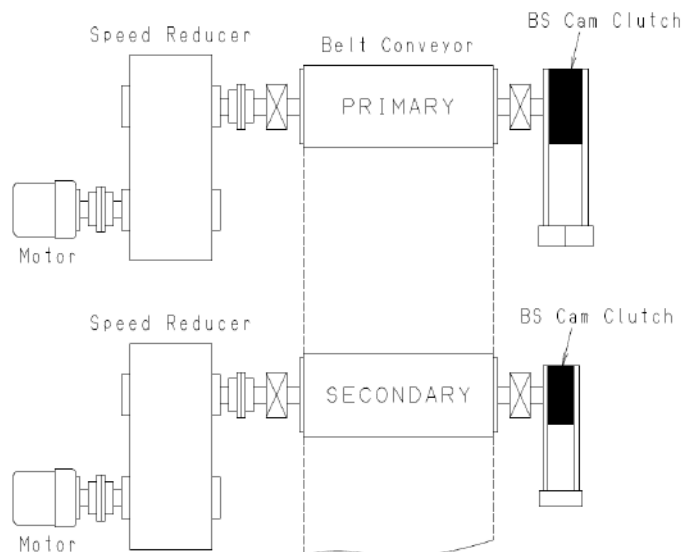 BS Cam Clutch
Speed Reducer
Belt Conveyor
PRIMARY
Motor
BS Cam Clutch
Speed Reducer
SECONDARY
Motor